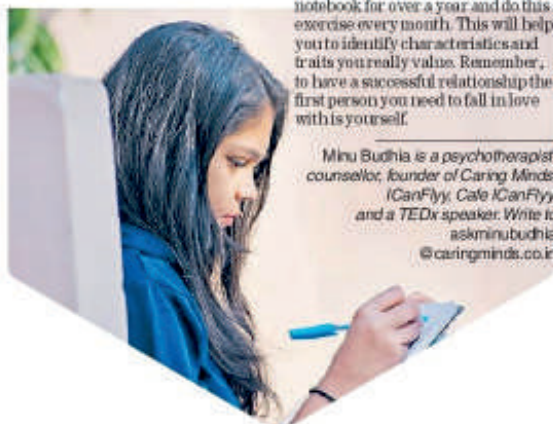 notebook for over a year and do this
exercise every month. This will help
you to identify characteristics and
traits you really value. Remember,
to have a successful relationship the
first person you need to fall in love
with is yourself.
Minu Budhia is a psychotherapist,
counsellor, founder of Caring Minds,
ICanFlyy, Cafe ICanFlyy
and a TEDx speaker. Write to
askminubudhia
@caringminds.co.in